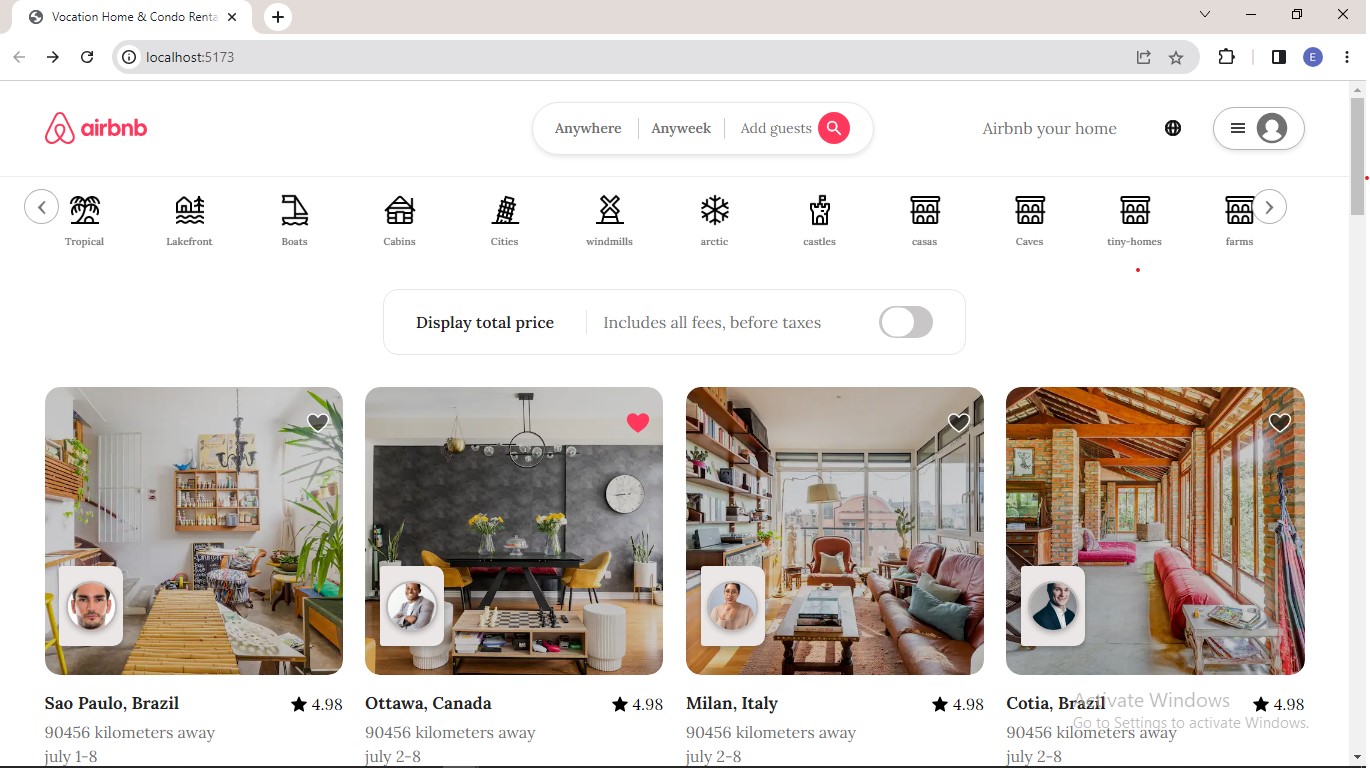 Vocation Home & Condo Renta
localhost:5173
E
airbnb
Anywhere Anyweek Add guests
Airbnb your home
Tropical Lakefront Boats Cabins Cities windmills arctic castles casas Caves tiny-homes farms
Display total price Includes all fees, before taxes
Sao Paulo, Brazil 4.98
90456 kilometers away
july 1-8
Ottawa, Canada 4.98
90456 kilometers away
july 2-8
Milan, Italy 4.98
90456 kilometers away
july 2-8
Cotia, Brazil 4.98
90456 kilometers away
july 2-8
Activate Windows
Go to Settings to activate Windows.